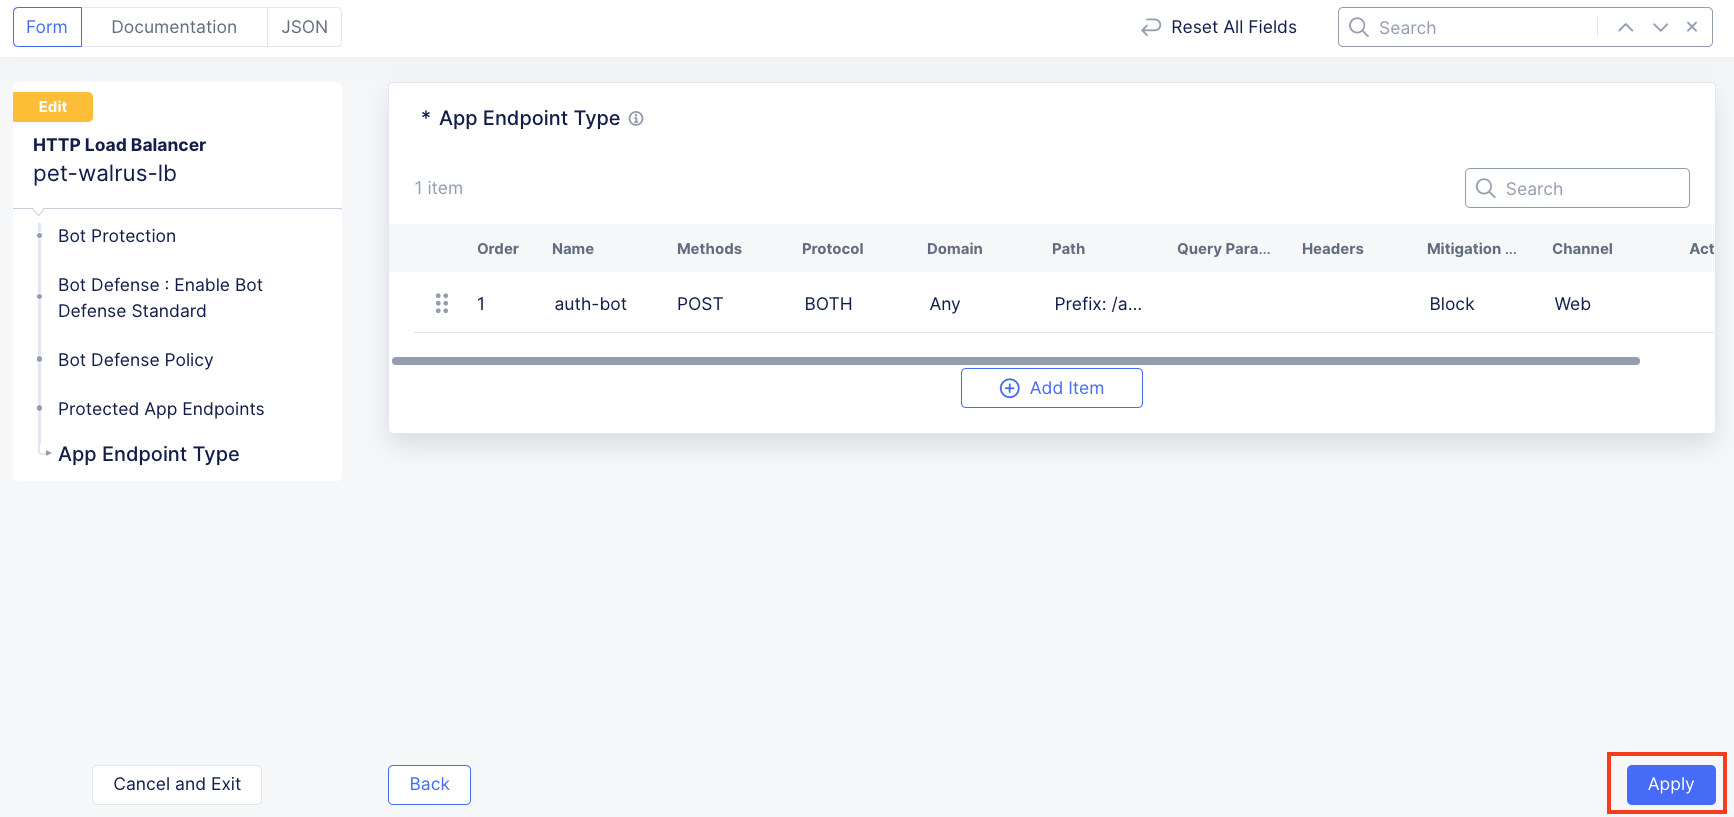 Form Documentation JSON Reset All Fields Search
Edit
HTTP Load Balancer
pet-walrus-lb
Bot Protection
Bot Defense : Enable Bot
Defense Standard
Bot Defense Policy
Protected App Endpoints
App Endpoint Type
* App Endpoint Type
1 item Search
Order Name Methods Protocol Domain Path Query Para... Headers Mitigation ... Channel Act
1 auth-bot POST BOTH Any Prefix: /a... Block Web
Add Item
Cancel and Exit Back Apply